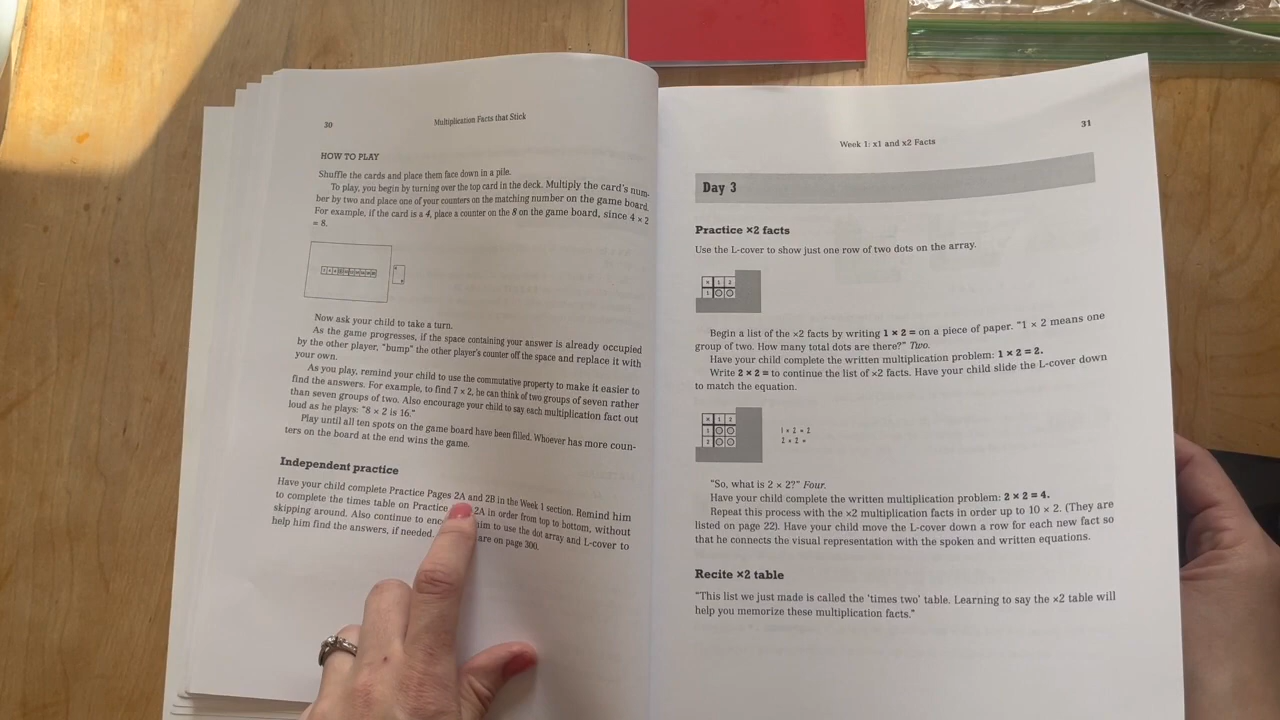 30
Multiplication Facts that Stick
HOW TO PLAY
Shuffle the cards and place them face down in a pile.
To play, you begin by turning over the top card in the deck. Multiply the card's num-
ber by two and place one of your counters on the matching number on the game board.
For example, if the card is a 4, place a counter on the 8 on the game board, since 4 × 2
= 8.
Now ask your child to take a turn.
As the game progresses, if the space containing your answer is already occupied
by the other player, "bump" the other player's counter off the space and replace it with
your own.
As you play, remind your child to use the commutative property to make it easier to
find the answers. For example, to find 7 × 2, he can think of two groups of seven rather
than seven groups of two. Also encourage your child to say each multiplication fact out
loud as he plays: "8 × 2 is 16."
Play until all ten spots on the game board have been filled. Whoever has more coun-
ters on the board at the end wins the game.
Independent practice
Have your child complete Practice Pages 2A and 2B in the Week 1 section. Remind him
to complete the times table on Practice 2A in order from top to bottom, without
skipping around. Also continue to him to use the dot array and L-cover to
help him find the answers, if needed. are on page 300.
31
Week 1: x1 and x2 Facts
Day 3
Practice ×2 facts
Use the L-cover to show just one row of two dots on the array.
× 1 2
1
Begin a list of the ×2 facts by writing 1 × 2 = on a piece of paper. "1 × 2 means one
group of two. How many total dots are there?" Two.
Have your child complete the written multiplication problem: 1 × 2 = 2.
Write 2 × 2 = to continue the list of ×2 facts. Have your child slide the L-cover down
to match the equation.
× 1 2
1
2
1 × 2 = 2
2 × 2 =
"So, what is 2 × 2?" Four.
Have your child complete the written multiplication problem: 2 × 2 = 4.
Repeat this process with the ×2 multiplication facts in order up to 10 × 2. (They are
listed on page 22). Have your child move the L-cover down a row for each new fact so
that he connects the visual representation with the spoken and written equations.
Recite ×2 table
"This list we just made is called the 'times two' table. Learning to say the ×2 table will
help you memorize these multiplication facts."